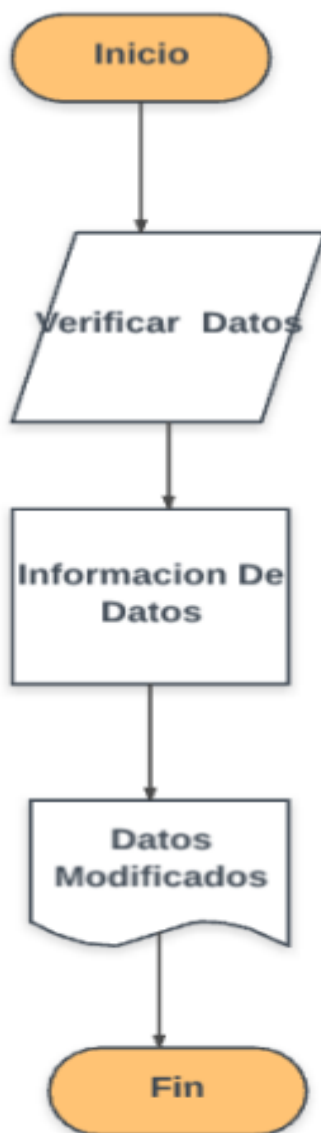 Inicio
Verificar Datos
Informacion De
Datos
Datos
Modificados
Fin